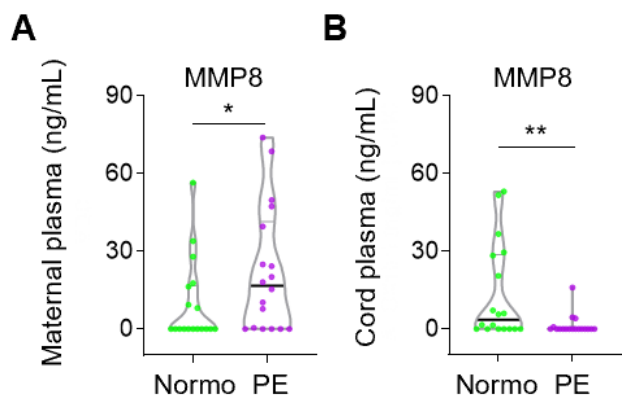 A
MMP8
Maternal plasma (ng/mL)
90
60
30
0
*
Normo PE
B
MMP8
Cord plasma (ng/mL)
90
60
30
0
**
Normo PE